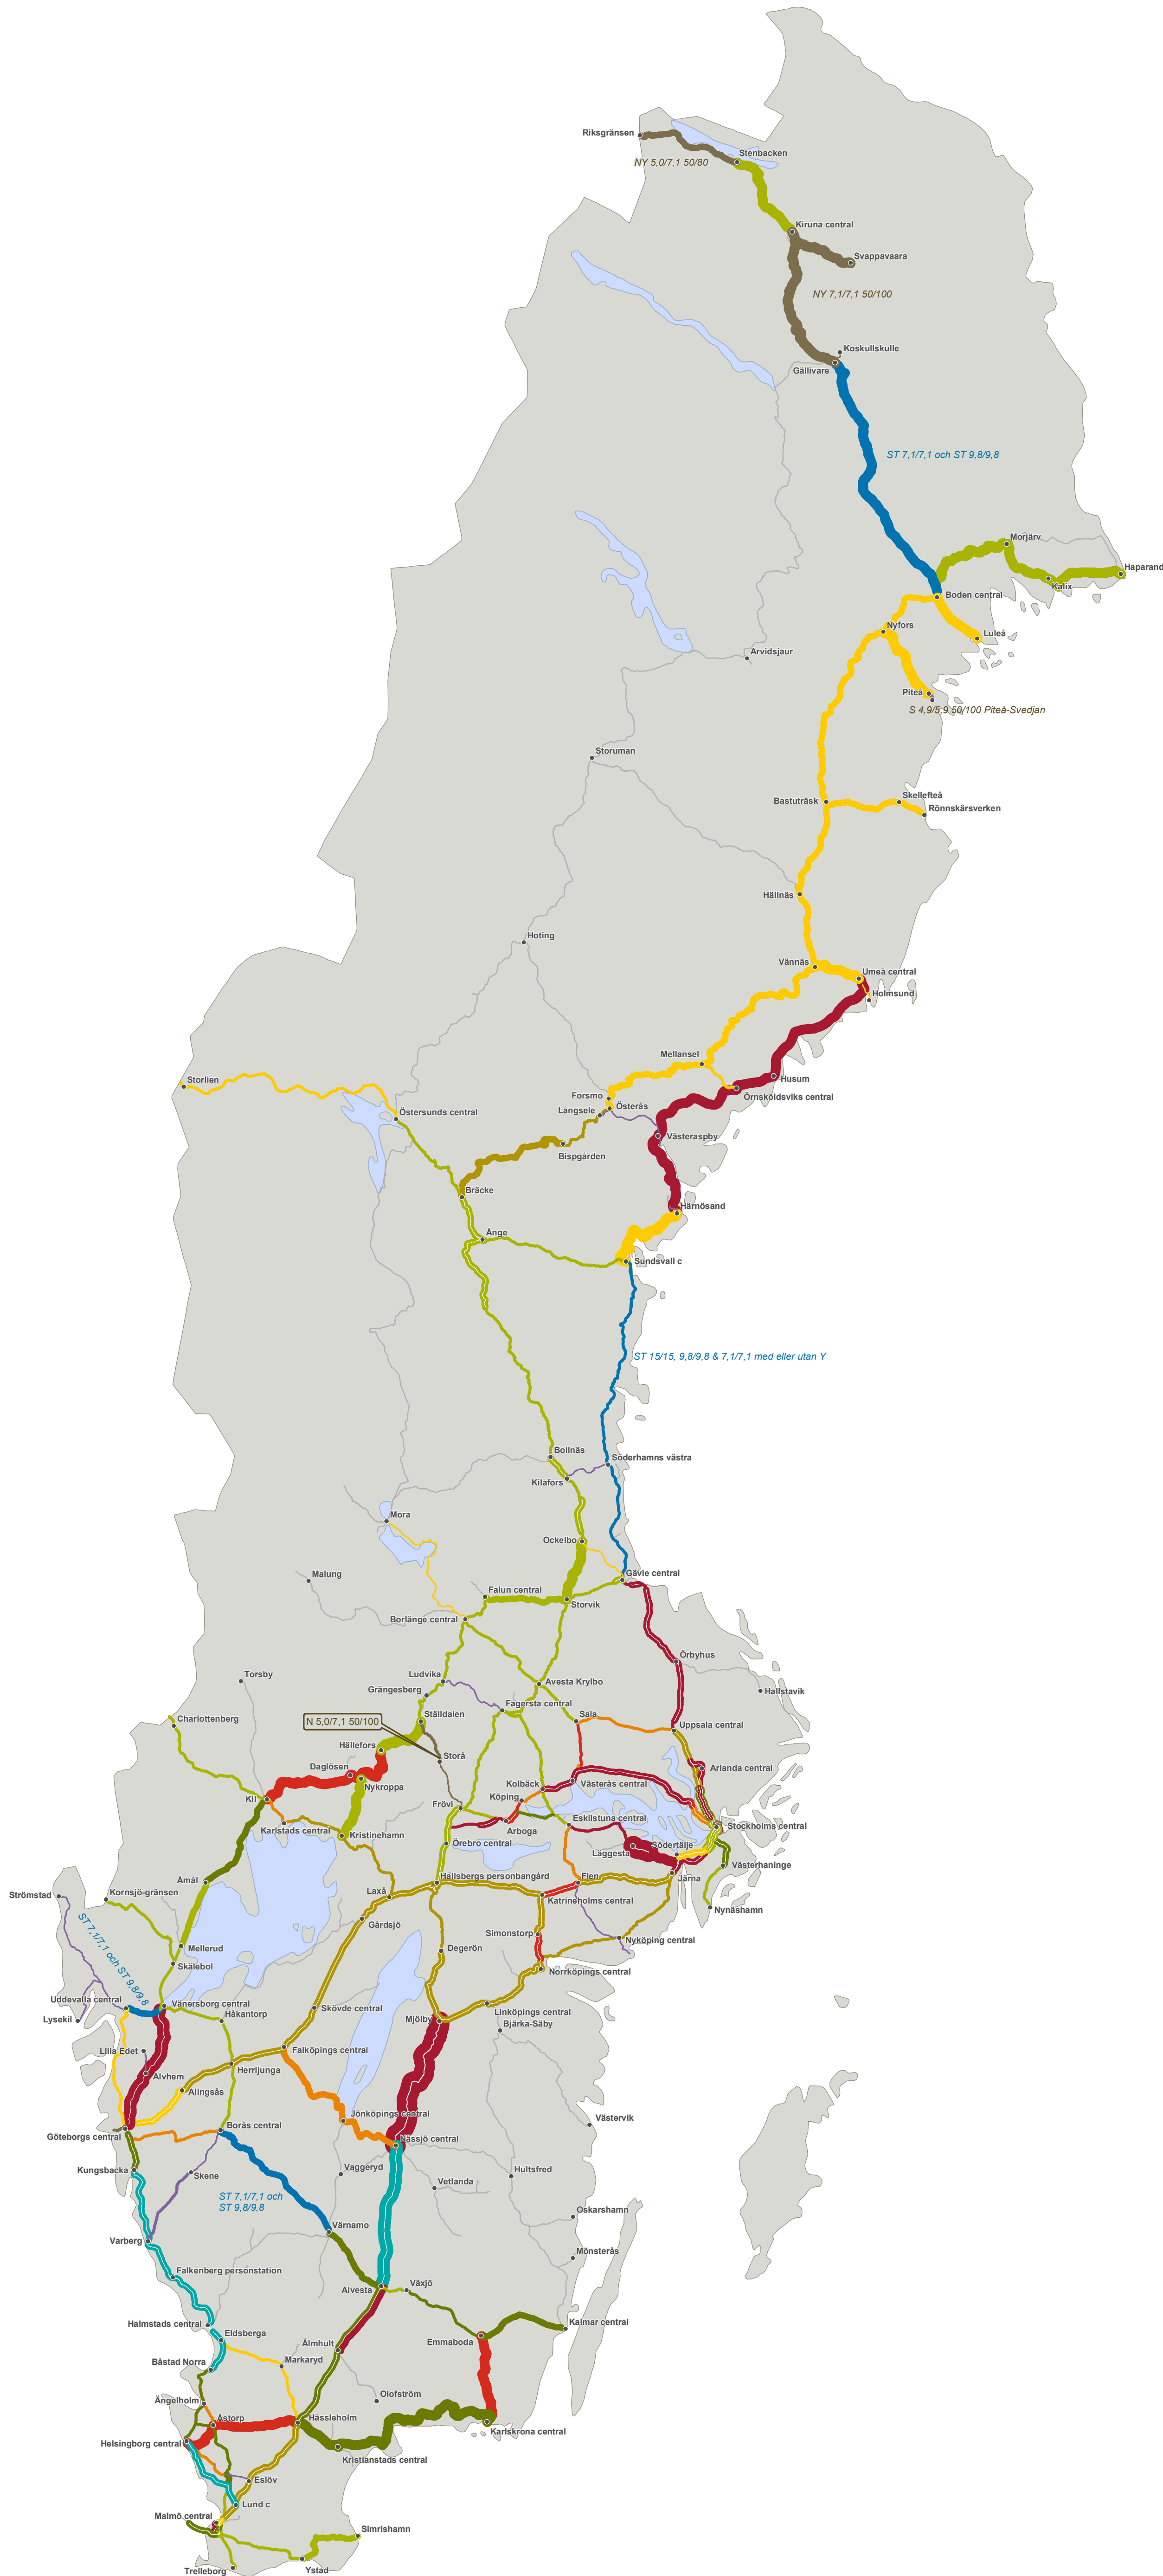 Riksgränsen
Stenbacken
NY 5,0/7,1 50/80
Kiruna central
Svappavaara
NY 7,1/7,1 50/100
Koskullskulle
Gällivare
ST 7,1/7,1 och ST 9,8/9,8
Morjärv
Haparand
Kalix
Boden central
Nyfors
Luleå
Arvidsjaur
Piteå
S 4,9/5,9 50/100 Piteå-Svedjan
Storuman
Bastuträsk
Skellefteå
Rönnskärsverken
Hällnäs
Hoting
Vännäs
Umeå central
Holmsund
Mellansel
Storlien
Husum
Forsmo
Örnsköldsviks central
Långsele
Österås
Östersunds central
Västeraspby
Bispgården
Bräcke
Härnösand
Ånge
Sundsvall c
ST 15/15, 9,8/9,8 & 7,1/7,1 med eller utan Y
Bollnäs
Söderhamns västra
Kilafors
Mora
Ockelbo
Malung
Gävle central
Falun central
Storvik
Borlänge central
Örbyhus
Torsby
Ludvika
Avesta Krylbo
Grängesberg
Hallstavik
Fagersta central
Charlottenberg
Ställdalen
Sala
N 5,0/7,1 50/100
Uppsala central
Hällefors
Storå
Daglösen
Arlanda central
Nykroppa
Kolbäck
Västerås central
Kil
Köping
Frövi
Eskilstuna central
Karlstads central
Kristinehamn
Arboga
Stockholms central
Örebro central
Södertälje
Läggesta
Västerhaninge
Åmål
Hallsbergs personbangård
Flen
Järna
Strömstad
Kornsjö-gränsen
Laxå
Katrineholms central
Nynäshamn
ST 7,1/7,1 och ST 9,8/9,8
Gårdsjö
Simonstorp
Nyköping central
Mellerud
Degerön
Skälebol
Norrköpings central
Uddevalla central
Vänersborg central
Skövde central
Linköpings central
Lysekil
Håkantorp
Mjölby
Bjärka-Säby
Lilla Edet
Falköpings central
Alvhem
Herrljunga
Alingsås
Jönköpings central
Västervik
Göteborgs central
Borås central
Nässjö central
Kungsbacka
Skene
Vaggeryd
Hultsfred
Vetlanda
ST 7,1/7,1 och
ST 9,8/9,8
Oskarshamn
Värnamo
Varberg
Mönsterås
Falkenberg personstation
Växjö
Alvesta
Halmstads central
Kalmar central
Eldsberga
Emmaboda
Älmhult
Båstad Norra
Markaryd
Olofström
Ängelholm
Åstorp
Hässleholm
Karlskrona central
Helsingborg central
Kristianstads central
Eslöv
Lund c
Malmö central
Simrishamn
Trelleborg
Ystad